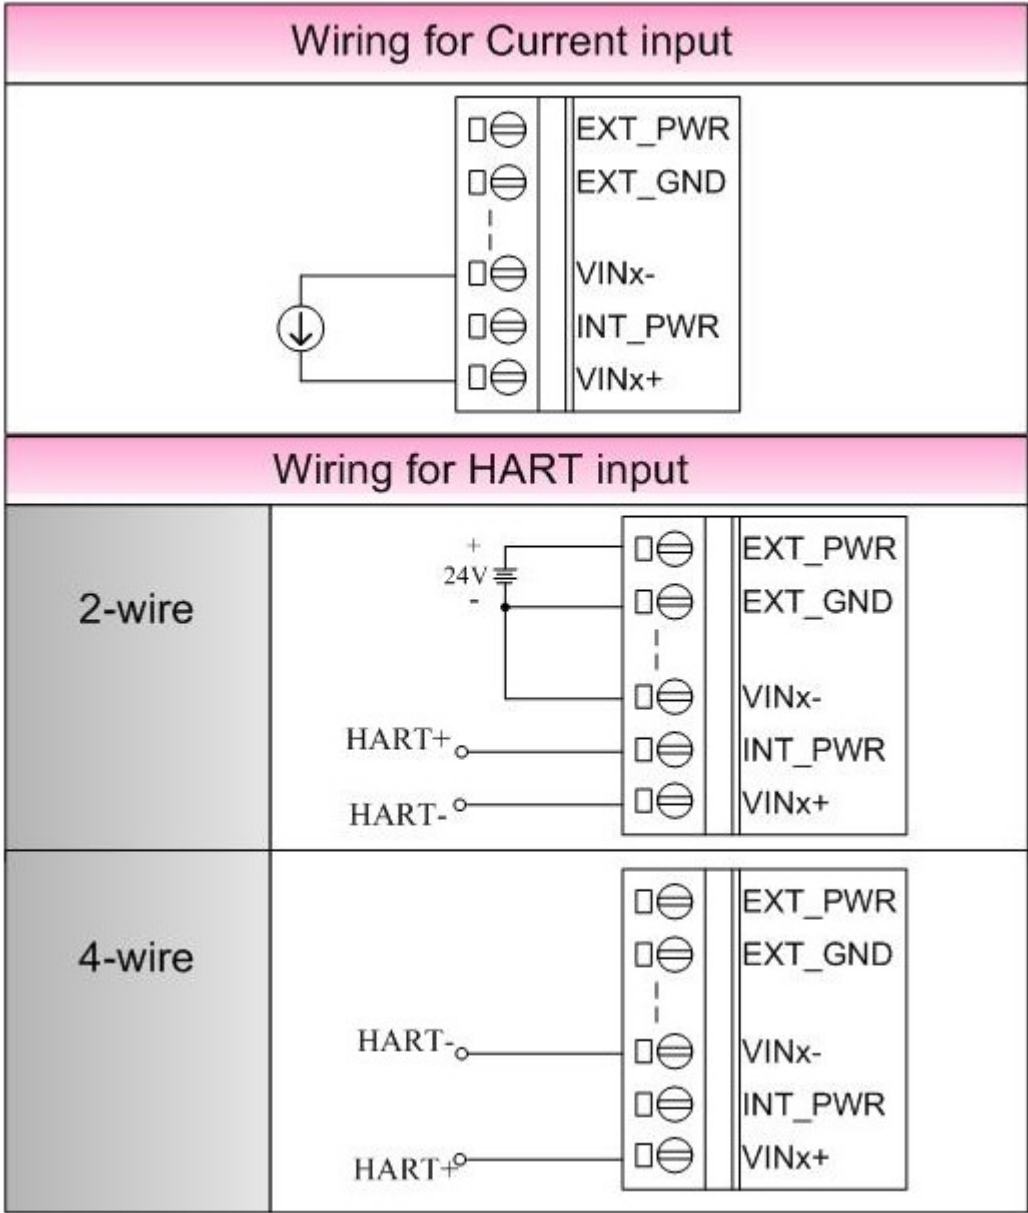 Wiring for Current input
EXT_PWR
EXT_GND
VINx-
INT_PWR
VINx+
Wiring for HART input
2-wire
+
24V
-
EXT_PWR
EXT_GND
VINx-
HART+
INT_PWR
HART-
VINx+
4-wire
EXT_PWR
EXT_GND
HART-
VINx-
INT_PWR
HART+
VINx+